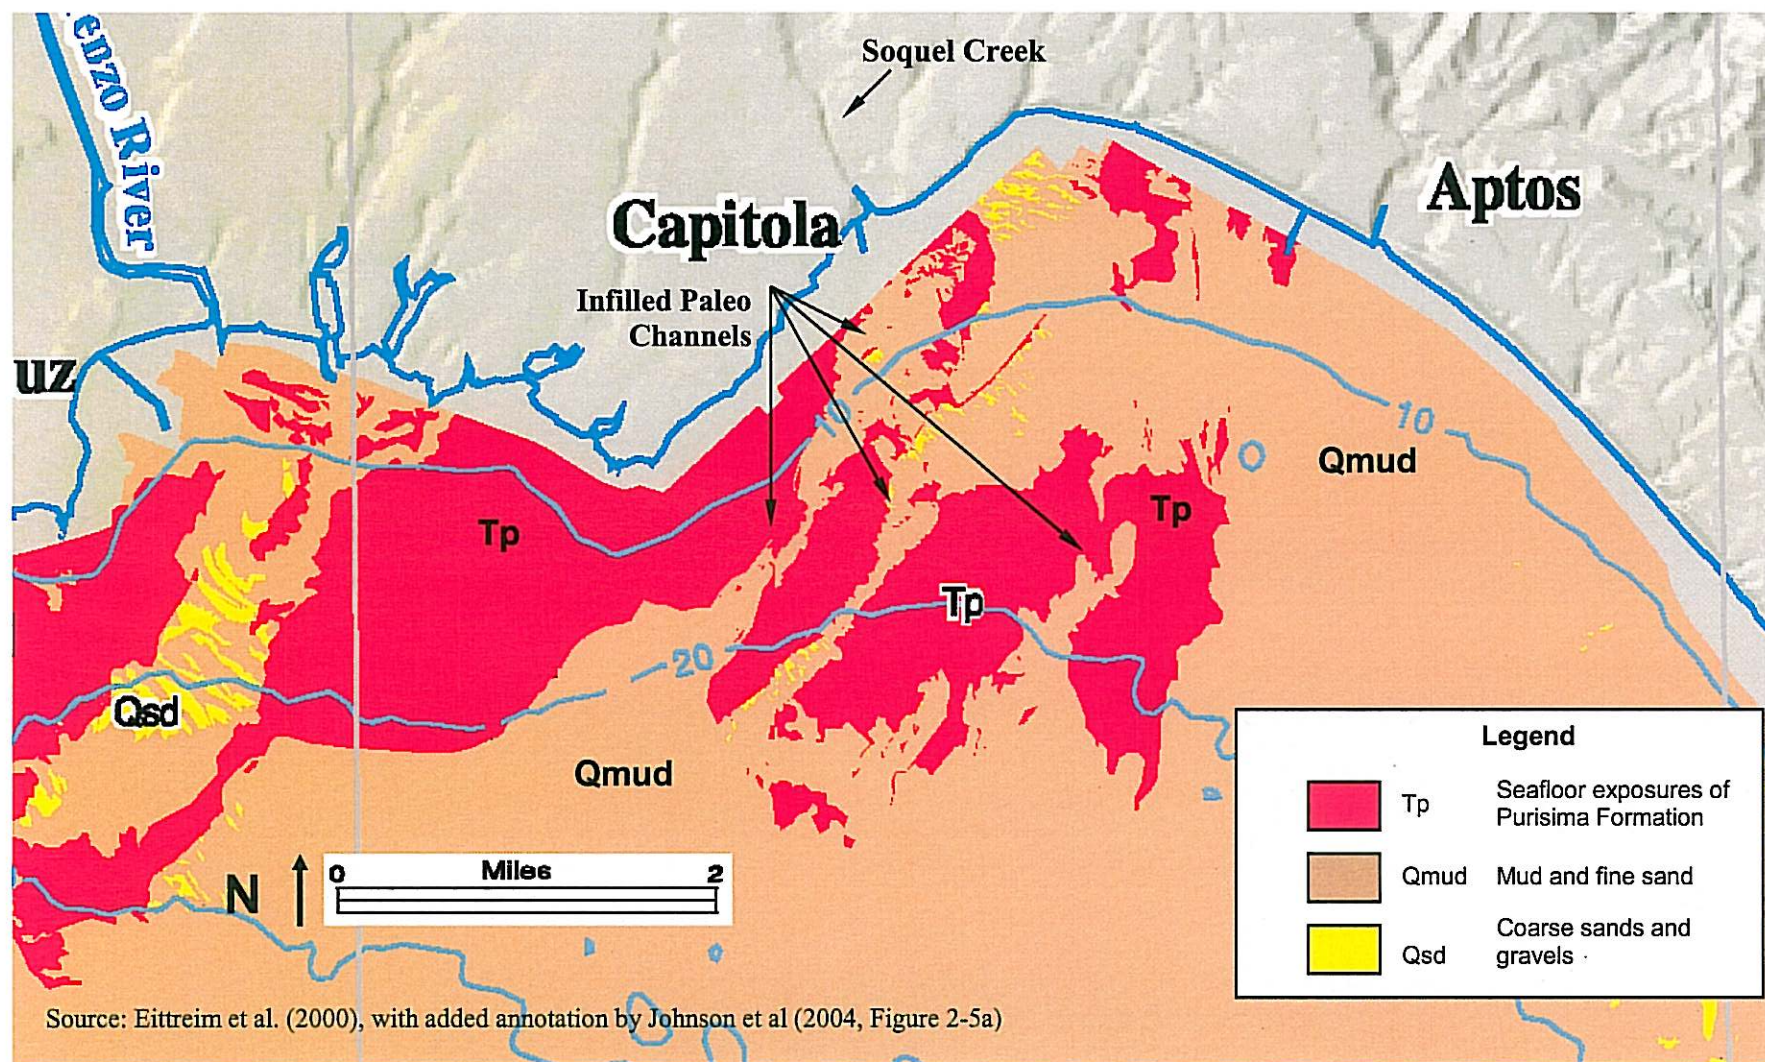 enzo River
Soquel Creek
Capitola
Aptos
Infilled Paleo
Channels
uz
10
10
Qmud
Tp
Tp
Tp
20
Qsd
Qmud
N
0 Miles 2
Legend
Tp Seafloor exposures of
Purisima Formation
Qmud Mud and fine sand
Qsd Coarse sands and
gravels
Source: Eittreim et al. (2000), with added annotation by Johnson et al (2004, Figure 2-5a)